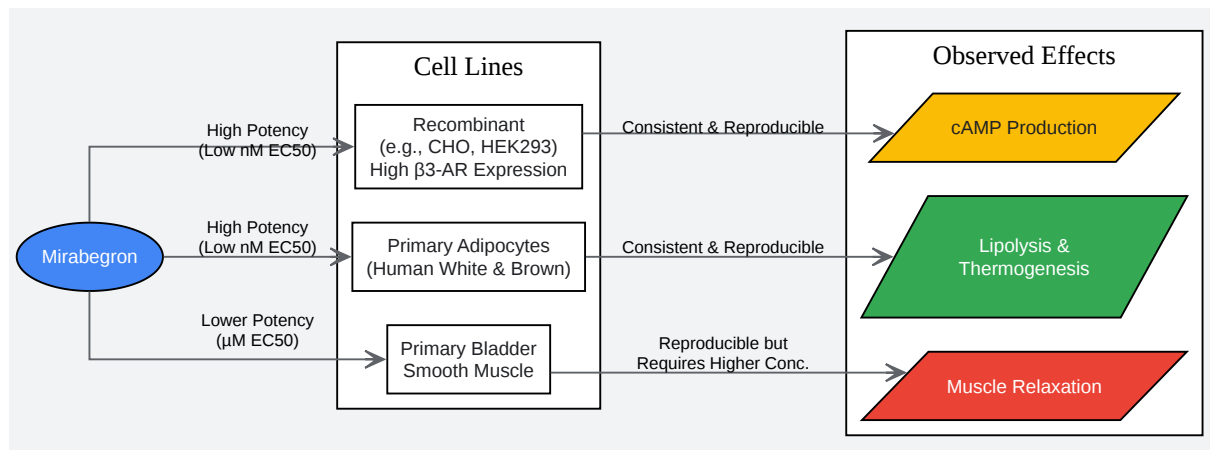 Cell Lines
Observed Effects
High Potency
(Low nM EC50)
Recombinant
(e.g., CHO, HEK293)
High β3-AR Expression
Consistent & Reproducible
cAMP Production
Mirabegron
High Potency
(Low nM EC50)
Primary Adipocytes
(Human White & Brown)
Consistent & Reproducible
Lipolysis &
Thermogenesis
Lower Potency
(µM EC50)
Primary Bladder
Smooth Muscle
Reproducible but
Requires Higher Conc.
Muscle Relaxation